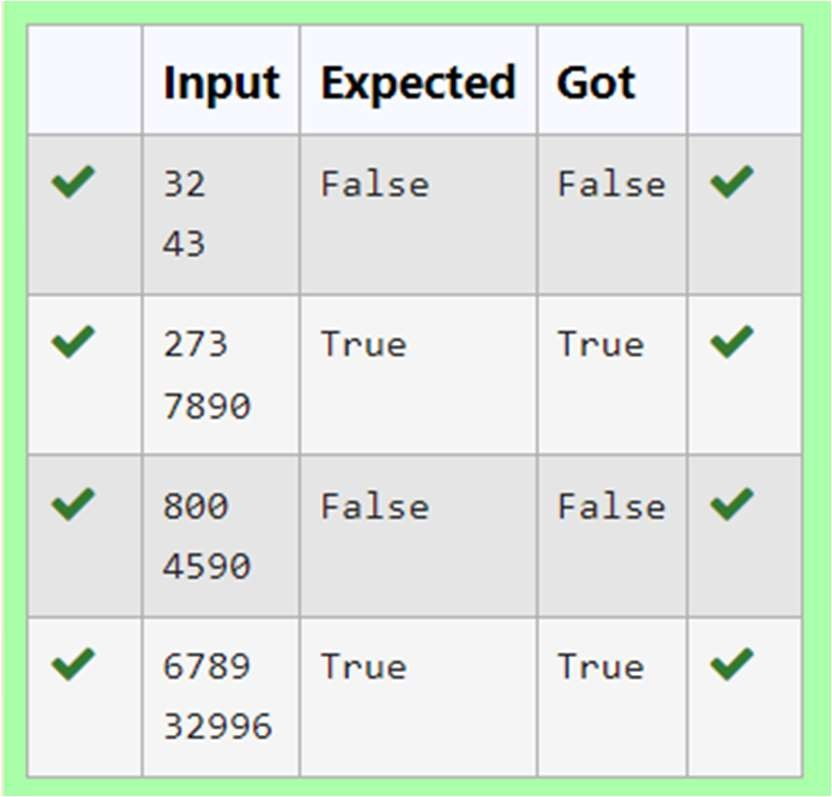 Input Expected Got
32 False False
43
273 True True
7890
800 False False
4590
6789 True True
32996